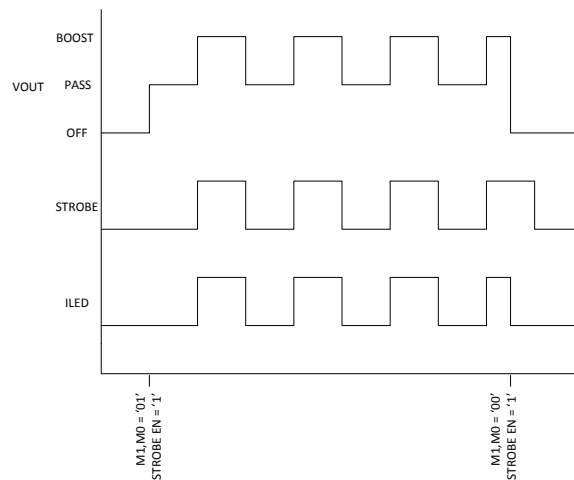 BOOST
VOUT PASS
OFF
STROBE
ILED
M1,M0 = ‘01’
STROBE EN = ‘1’
M1,M0 = ‘00’
STROBE EN = ‘1’